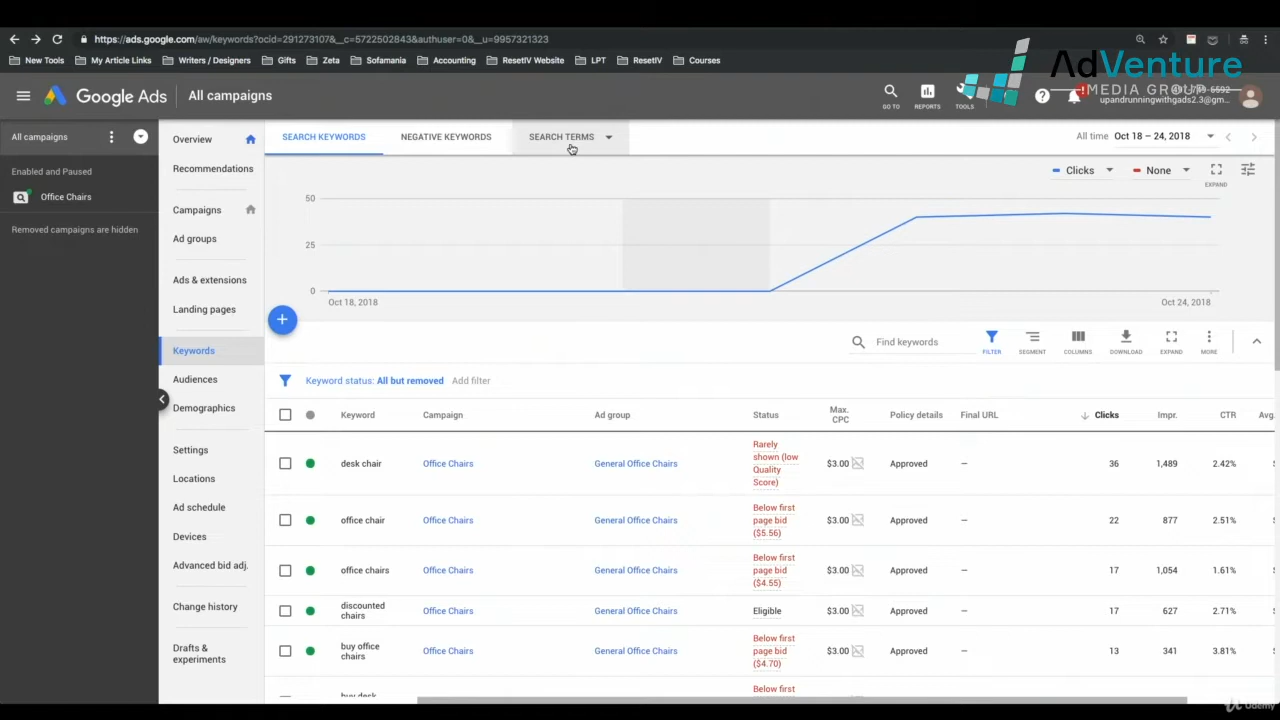 https://ads.google.com/aw/keywords?ocid=291273107&__c=5722502843&authuser=0&__u=9957321323
New Tools
My Article Links
Writers / Designers
Gifts
Zeta
Sofamania
Accounting
ResetIV Website
LPT
ResetIV
Courses
AdVenture
MEDIA GROUP
Google Ads
All campaigns
GO TO
REPORTS
TOOLS
?
upandrunningwithgads2.3@gm...
All campaigns
Enabled and Paused
Office Chairs
Removed campaigns are hidden
Overview
Recommendations
Campaigns
Ad groups
Ads & extensions
Landing pages
Keywords
Audiences
Demographics
Settings
Locations
Ad schedule
Devices
Advanced bid adj.
Change history
Drafts &
experiments
SEARCH KEYWORDS
NEGATIVE KEYWORDS
SEARCH TERMS
All time
Oct 18 – 24, 2018
Clicks
None
EXPAND
50
25
0
Oct 18, 2018
Oct 24, 2018
Find keywords
FILTER
SEGMENT
COLUMNS
DOWNLOAD
EXPAND
MORE
Keyword status: All but removed
Add filter
Keyword
Campaign
Ad group
Status
Max.
CPC
Policy details
Final URL
Clicks
Impr.
CTR
Avg.
desk chair
Office Chairs
General Office Chairs
Rarely
shown (low
Quality
Score)
$3.00
Approved
—
36
1,489
2.42%
office chair
Office Chairs
General Office Chairs
Below first
page bid
($5.56)
$3.00
Approved
—
22
877
2.51%
office chairs
Office Chairs
General Office Chairs
Below first
page bid
($4.55)
$3.00
Approved
—
17
1,054
1.61%
discounted
chairs
Office Chairs
General Office Chairs
Eligible
$3.00
Approved
—
17
627
2.71%
buy office
chairs
Office Chairs
General Office Chairs
Below first
page bid
($4.70)
$3.00
Approved
—
13
341
3.81%
buy desk
Below first
Udemy